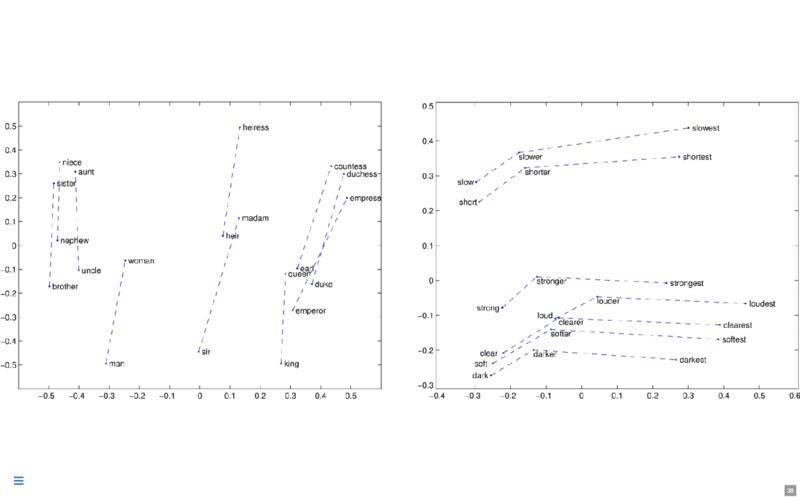 0.5
0.4
0.3
0.2
0.1
0
−0.1
−0.2
−0.3
−0.4
−0.5
heiress
niece
aunt
countess
sister
duchess
empress
madam
heir
nephew
woman
earl
uncle
queen
brother
duke
emperor
sir
man
king
−0.5 −0.4 −0.3 −0.2 −0.1 0 0.1 0.2 0.3 0.4 0.5
0.5
0.4
0.3
0.2
0.1
0
−0.1
−0.2
−0.3
slowest
slower
shortest
shorter
slow
short
stronger
strongest
strong
louder
loudest
loud
clearer
clearest
softer
softest
clear
darker
darkest
soft
dark
−0.4 −0.3 −0.2 −0.1 0 0.1 0.2 0.3 0.4 0.5 0.6
38